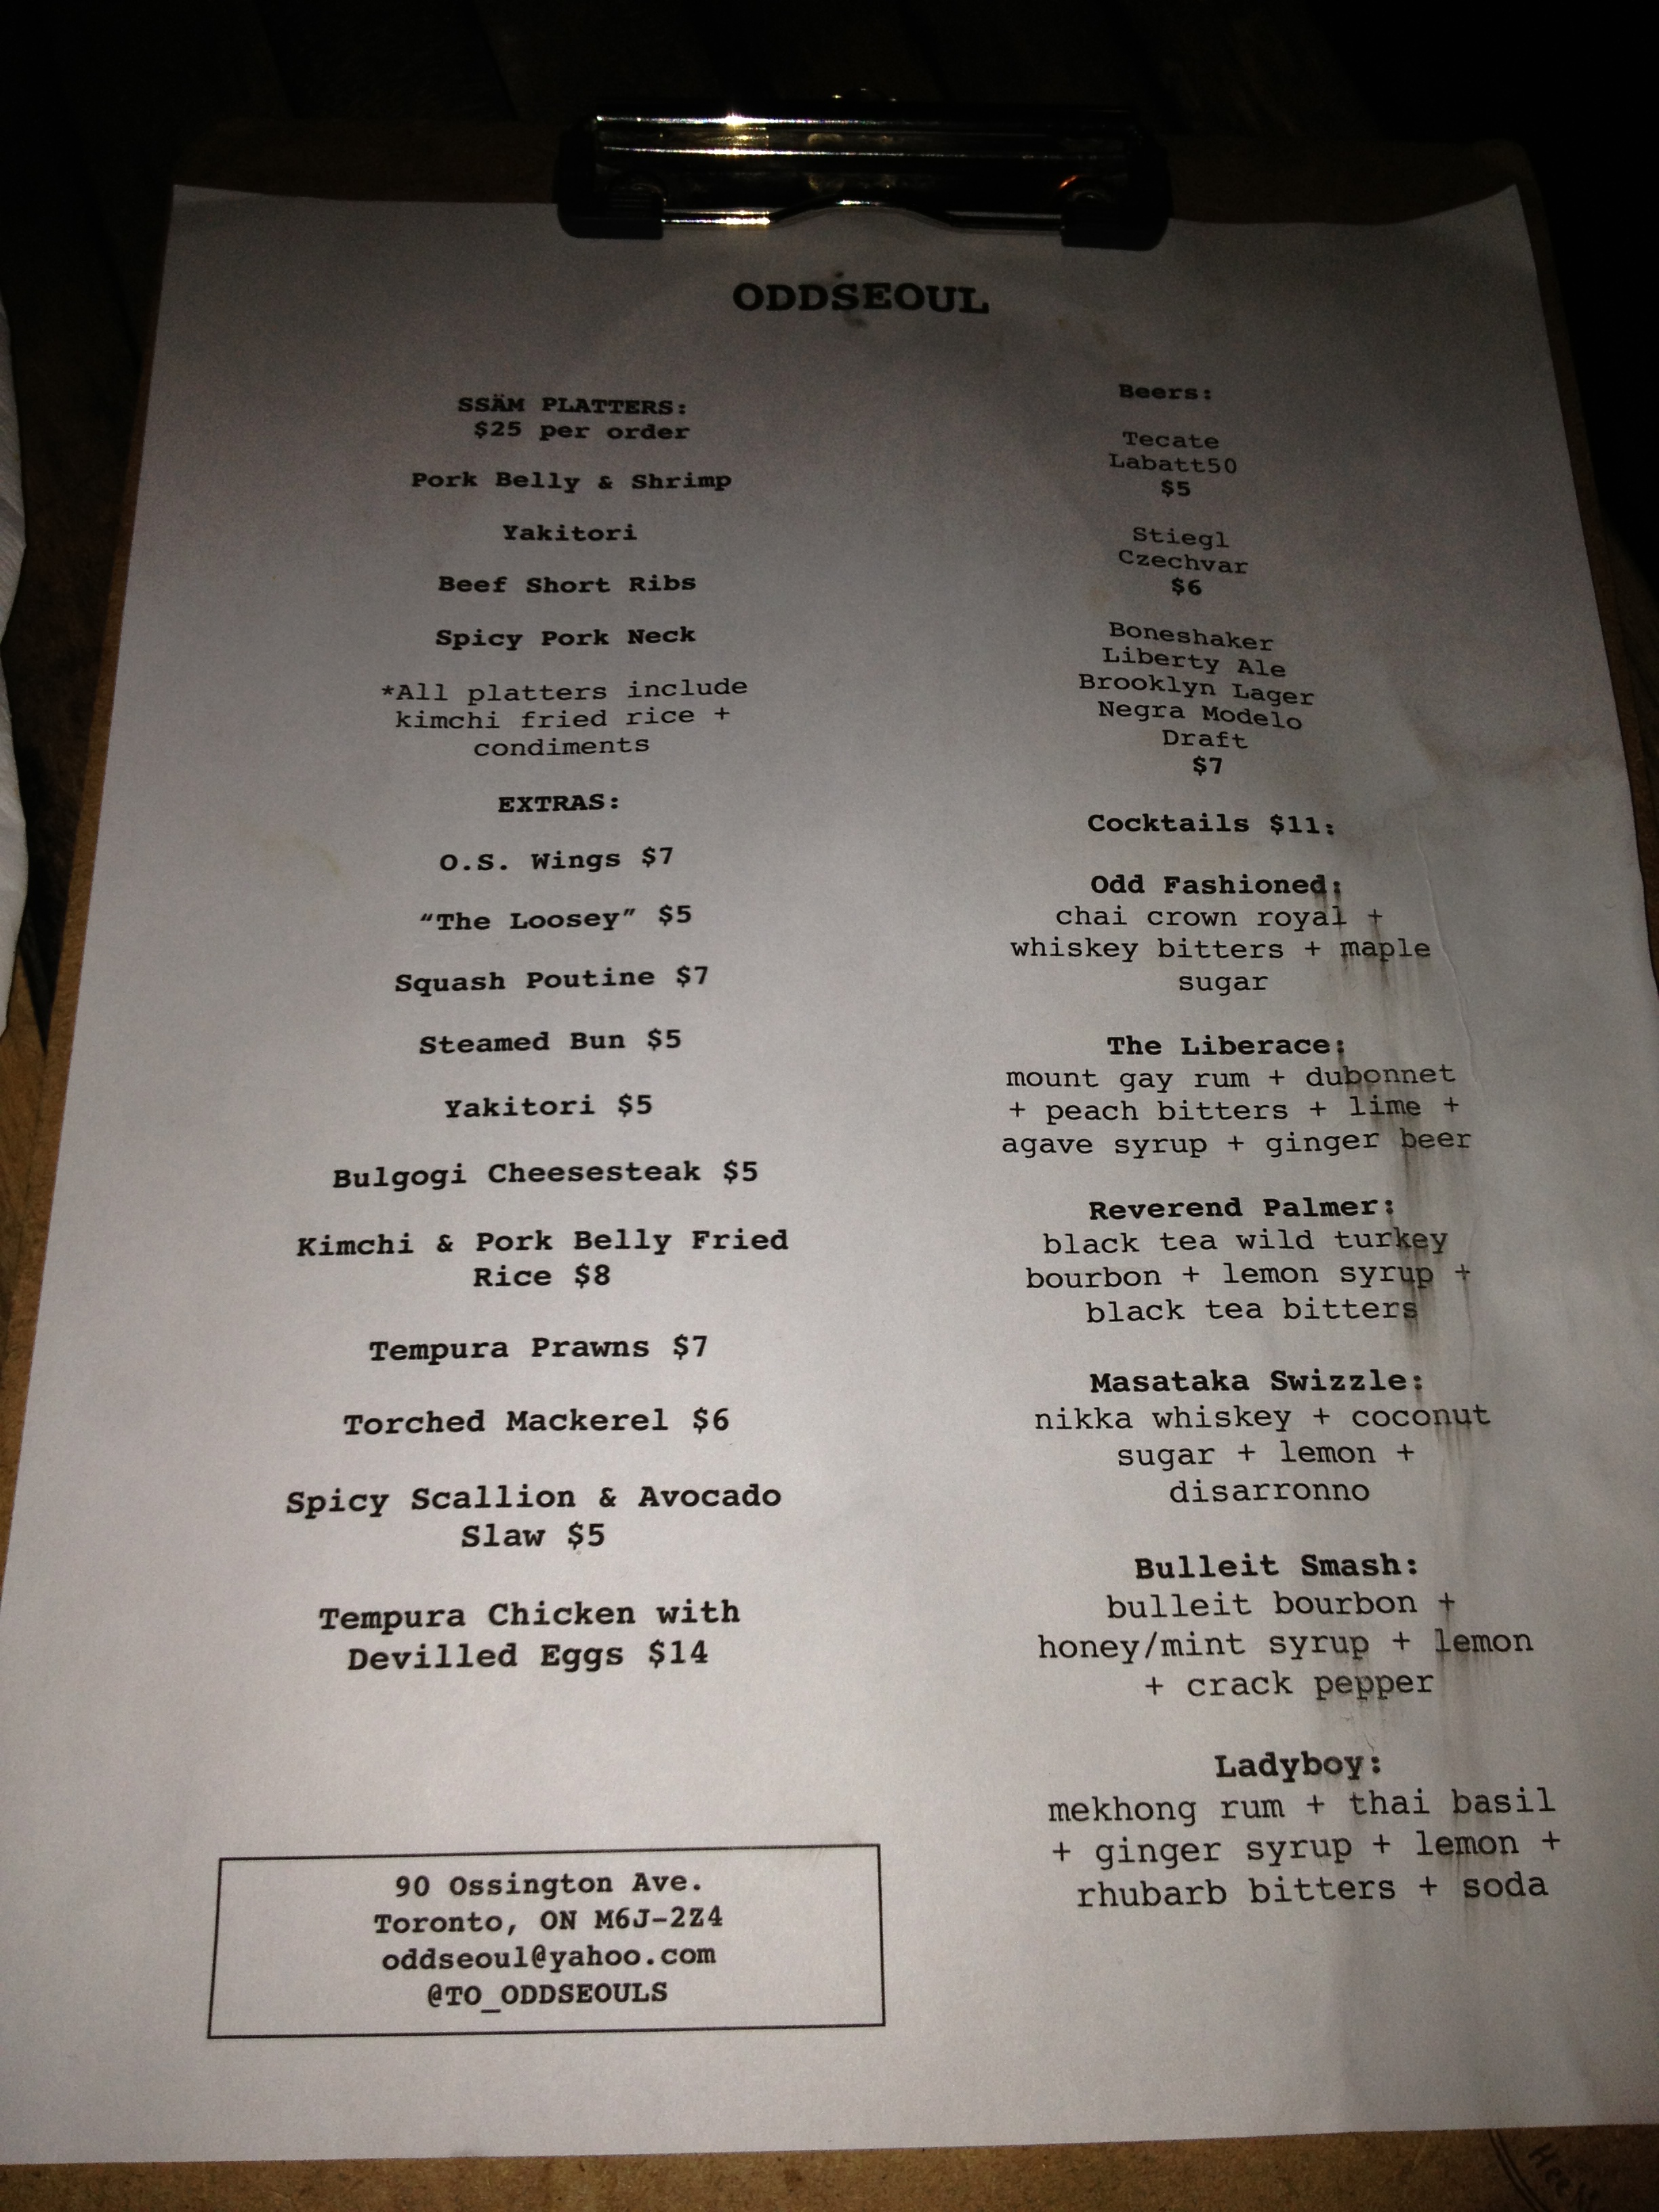 ODDSEOUL
SSÄM PLATTERS:
$25 per order
Pork Belly & Shrimp
Yakitori
Beef Short Ribs
Spicy Pork Neck
*All platters include
kimchi fried rice +
condiments
EXTRAS:
O.S. Wings $7
“The Loosey” $5
Squash Poutine $7
Steamed Bun $5
Yakitori $5
Bulgogi Cheesesteak $5
Kimchi & Pork Belly Fried
Rice $8
Tempura Prawns $7
Torched Mackerel $6
Spicy Scallion & Avocado
Slaw $5
Tempura Chicken with
Devilled Eggs $14
90 Ossington Ave.
Toronto, ON M6J-2Z4
oddseoul@yahoo.com
@TO_ODDSEOULS
Beers:
Tecate
Labatt50
$5
Stiegl
Czechvar
$6
Boneshaker
Liberty Ale
Brooklyn Lager
Negra Modelo
Draft
$7
Cocktails $11:
Odd Fashioned:
chai crown royal +
whiskey bitters + maple
sugar
The Liberace:
mount gay rum + dubonnet
+ peach bitters + lime +
agave syrup + ginger beer
Reverend Palmer:
black tea wild turkey
bourbon + lemon syrup +
black tea bitters
Masataka Swizzle:
nikka whiskey + coconut
sugar + lemon +
disarronno
Bulleit Smash:
bulleit bourbon +
honey/mint syrup + lemon
+ crack pepper
Ladyboy:
mekhong rum + thai basil
+ ginger syrup + lemon +
rhubarb bitters + soda